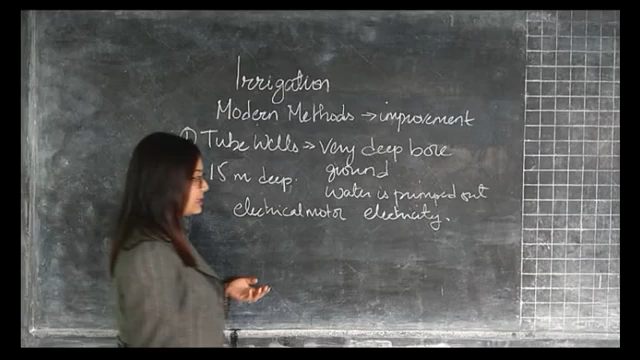 Irrigation
Modern Methods → improvement
① Tube Wells → Very deep bore
15 m deep. ground
Water is pumped out
electrical motor electricity.